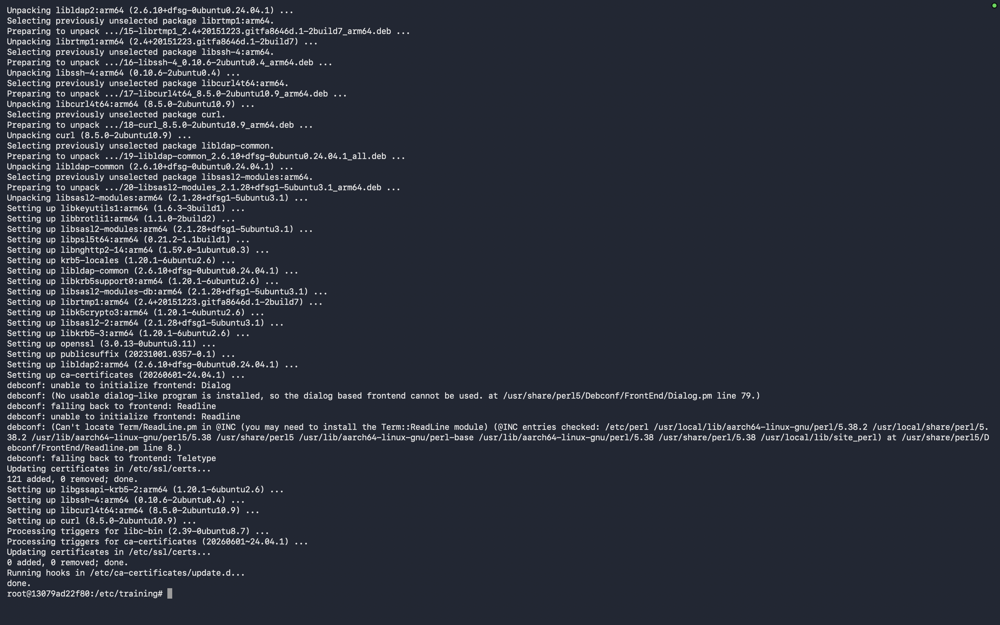 Unpacking libldap2:arm64 (2.6.10+dfsg-0ubuntu0.24.04.1) ...
Selecting previously unselected package librtmp1:arm64.
Preparing to unpack .../15-librtmp1_2.4+20151223.gitfa8646d.1-2build7_arm64.deb ...
Unpacking librtmp1:arm64 (2.4+20151223.gitfa8646d.1-2build7) ...
Selecting previously unselected package libssh-4:arm64.
Preparing to unpack .../16-libssh-4_0.10.6-2ubuntu0.4_arm64.deb ...
Unpacking libssh-4:arm64 (0.10.6-2ubuntu0.4) ...
Selecting previously unselected package libcurl4t64:arm64.
Preparing to unpack .../17-libcurl4t64_8.5.0-2ubuntu10.9_arm64.deb ...
Unpacking libcurl4t64:arm64 (8.5.0-2ubuntu10.9) ...
Selecting previously unselected package curl.
Preparing to unpack .../18-curl_8.5.0-2ubuntu10.9_arm64.deb ...
Unpacking curl (8.5.0-2ubuntu10.9) ...
Selecting previously unselected package libldap-common.
Preparing to unpack .../19-libldap-common_2.6.10+dfsg-0ubuntu0.24.04.1_all.deb ...
Unpacking libldap-common (2.6.10+dfsg-0ubuntu0.24.04.1) ...
Selecting previously unselected package libsasl2-modules:arm64.
Preparing to unpack .../20-libsasl2-modules_2.1.28+dfsg1-5ubuntu3.1_arm64.deb ...
Unpacking libsasl2-modules:arm64 (2.1.28+dfsg1-5ubuntu3.1) ...
Setting up libkeyutils1:arm64 (1.6.3-3build1) ...
Setting up libbrotli1:arm64 (1.1.0-2build2) ...
Setting up libsasl2-modules:arm64 (2.1.28+dfsg1-5ubuntu3.1) ...
Setting up libpsl5t64:arm64 (0.21.2-1.1build1) ...
Setting up libnghttp2-14:arm64 (1.59.0-1ubuntu0.3) ...
Setting up krb5-locales (1.20.1-6ubuntu2.6) ...
Setting up libldap-common (2.6.10+dfsg-0ubuntu0.24.04.1) ...
Setting up libkrb5support0:arm64 (1.20.1-6ubuntu2.6) ...
Setting up libsasl2-modules-db:arm64 (2.1.28+dfsg1-5ubuntu3.1) ...
Setting up librtmp1:arm64 (2.4+20151223.gitfa8646d.1-2build7) ...
Setting up libk5crypto3:arm64 (1.20.1-6ubuntu2.6) ...
Setting up libsasl2-2:arm64 (2.1.28+dfsg1-5ubuntu3.1) ...
Setting up libkrb5-3:arm64 (1.20.1-6ubuntu2.6) ...
Setting up openssl (3.0.13-0ubuntu3.11) ...
Setting up publicsuffix (20231001.0357-0.1) ...
Setting up libldap2:arm64 (2.6.10+dfsg-0ubuntu0.24.04.1) ...
Setting up ca-certificates (20260601~24.04.1) ...
debconf: unable to initialize frontend: Dialog
debconf: (No usable dialog-like program is installed, so the dialog based frontend cannot be used. at /usr/share/perl5/Debconf/FrontEnd/Dialog.pm line 79.)
debconf: falling back to frontend: Readline
debconf: unable to initialize frontend: Readline
debconf: (Can't locate Term/ReadLine.pm in @INC (you may need to install the Term::ReadLine module) (@INC entries checked: /etc/perl /usr/local/lib/aarch64-linux-gnu/perl/5.38.2 /usr/local/share/perl/5.
38.2 /usr/lib/aarch64-linux-gnu/perl5/5.38 /usr/share/perl5 /usr/lib/aarch64-linux-gnu/perl-base /usr/lib/aarch64-linux-gnu/perl/5.38 /usr/share/perl/5.38 /usr/local/lib/site_perl) at /usr/share/perl5/D
ebconf/FrontEnd/Readline.pm line 8.)
debconf: falling back to frontend: Teletype
Updating certificates in /etc/ssl/certs...
121 added, 0 removed; done.
Setting up libgssapi-krb5-2:arm64 (1.20.1-6ubuntu2.6) ...
Setting up libssh-4:arm64 (0.10.6-2ubuntu0.4) ...
Setting up libcurl4t64:arm64 (8.5.0-2ubuntu10.9) ...
Setting up curl (8.5.0-2ubuntu10.9) ...
Processing triggers for libc-bin (2.39-0ubuntu8.7) ...
Processing triggers for ca-certificates (20260601~24.04.1) ...
Updating certificates in /etc/ssl/certs...
0 added, 0 removed; done.
Running hooks in /etc/ca-certificates/update.d...
done.
root@13079ad22f80:/etc/training#